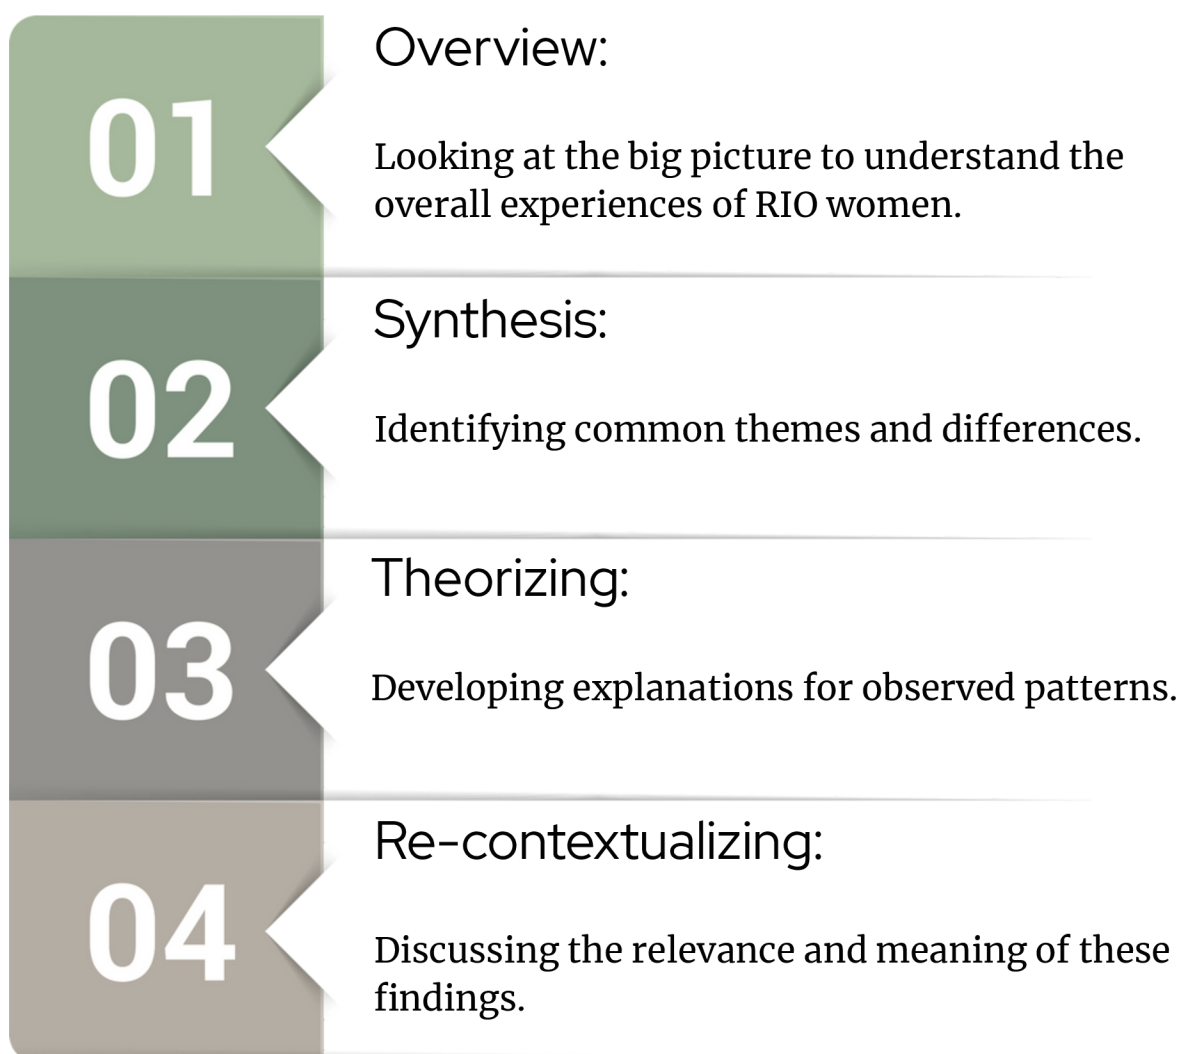 01
Overview:
Looking at the big picture to understand the
overall experiences of RIO women.
02
Synthesis:
Identifying common themes and differences.
03
Theorizing:
Developing explanations for observed patterns.
04
Re-contextualizing:
Discussing the relevance and meaning of these
findings.